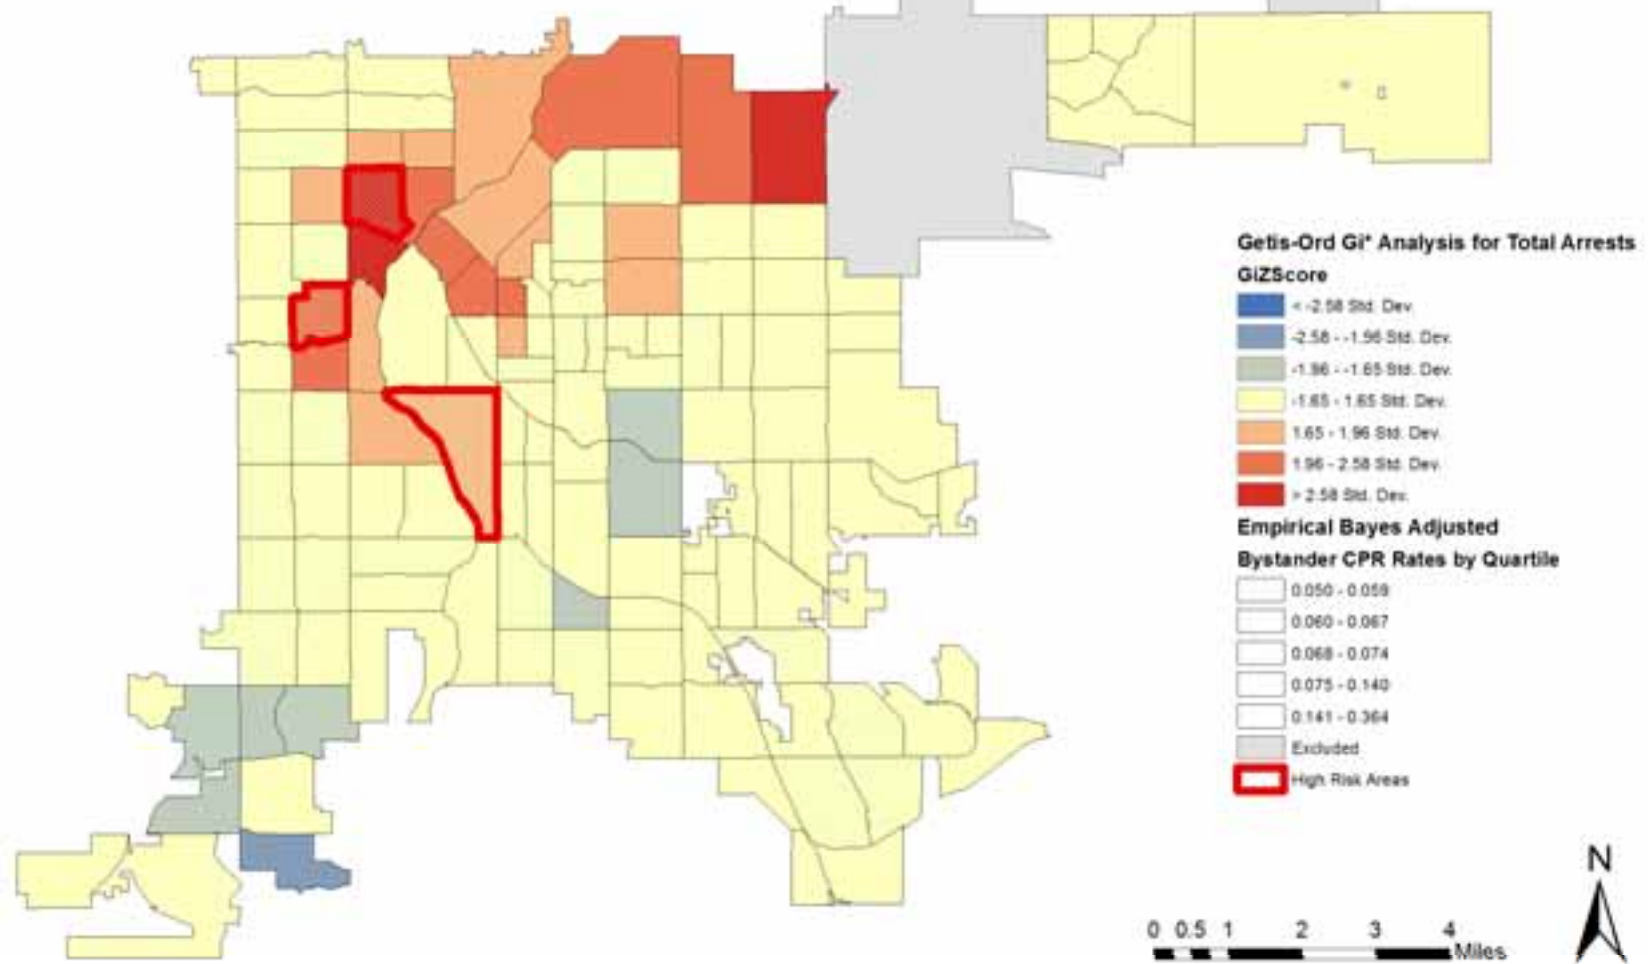 Getis-Ord Gi* Analysis for Total Arrests
GiZScore
< -2.58 Std. Dev.
-2.58 - -1.96 Std. Dev.
-1.96 - -1.65 Std. Dev.
-1.65 - 1.65 Std. Dev.
1.65 - 1.96 Std. Dev.
1.96 - 2.58 Std. Dev.
> 2.58 Std. Dev.
Empirical Bayes Adjusted
Bystander CPR Rates by Quartile
0.050 - 0.059
0.060 - 0.067
0.068 - 0.074
0.075 - 0.140
0.141 - 0.364
Excluded
High Risk Areas
N
0 0.5 1 2 3 4
Miles